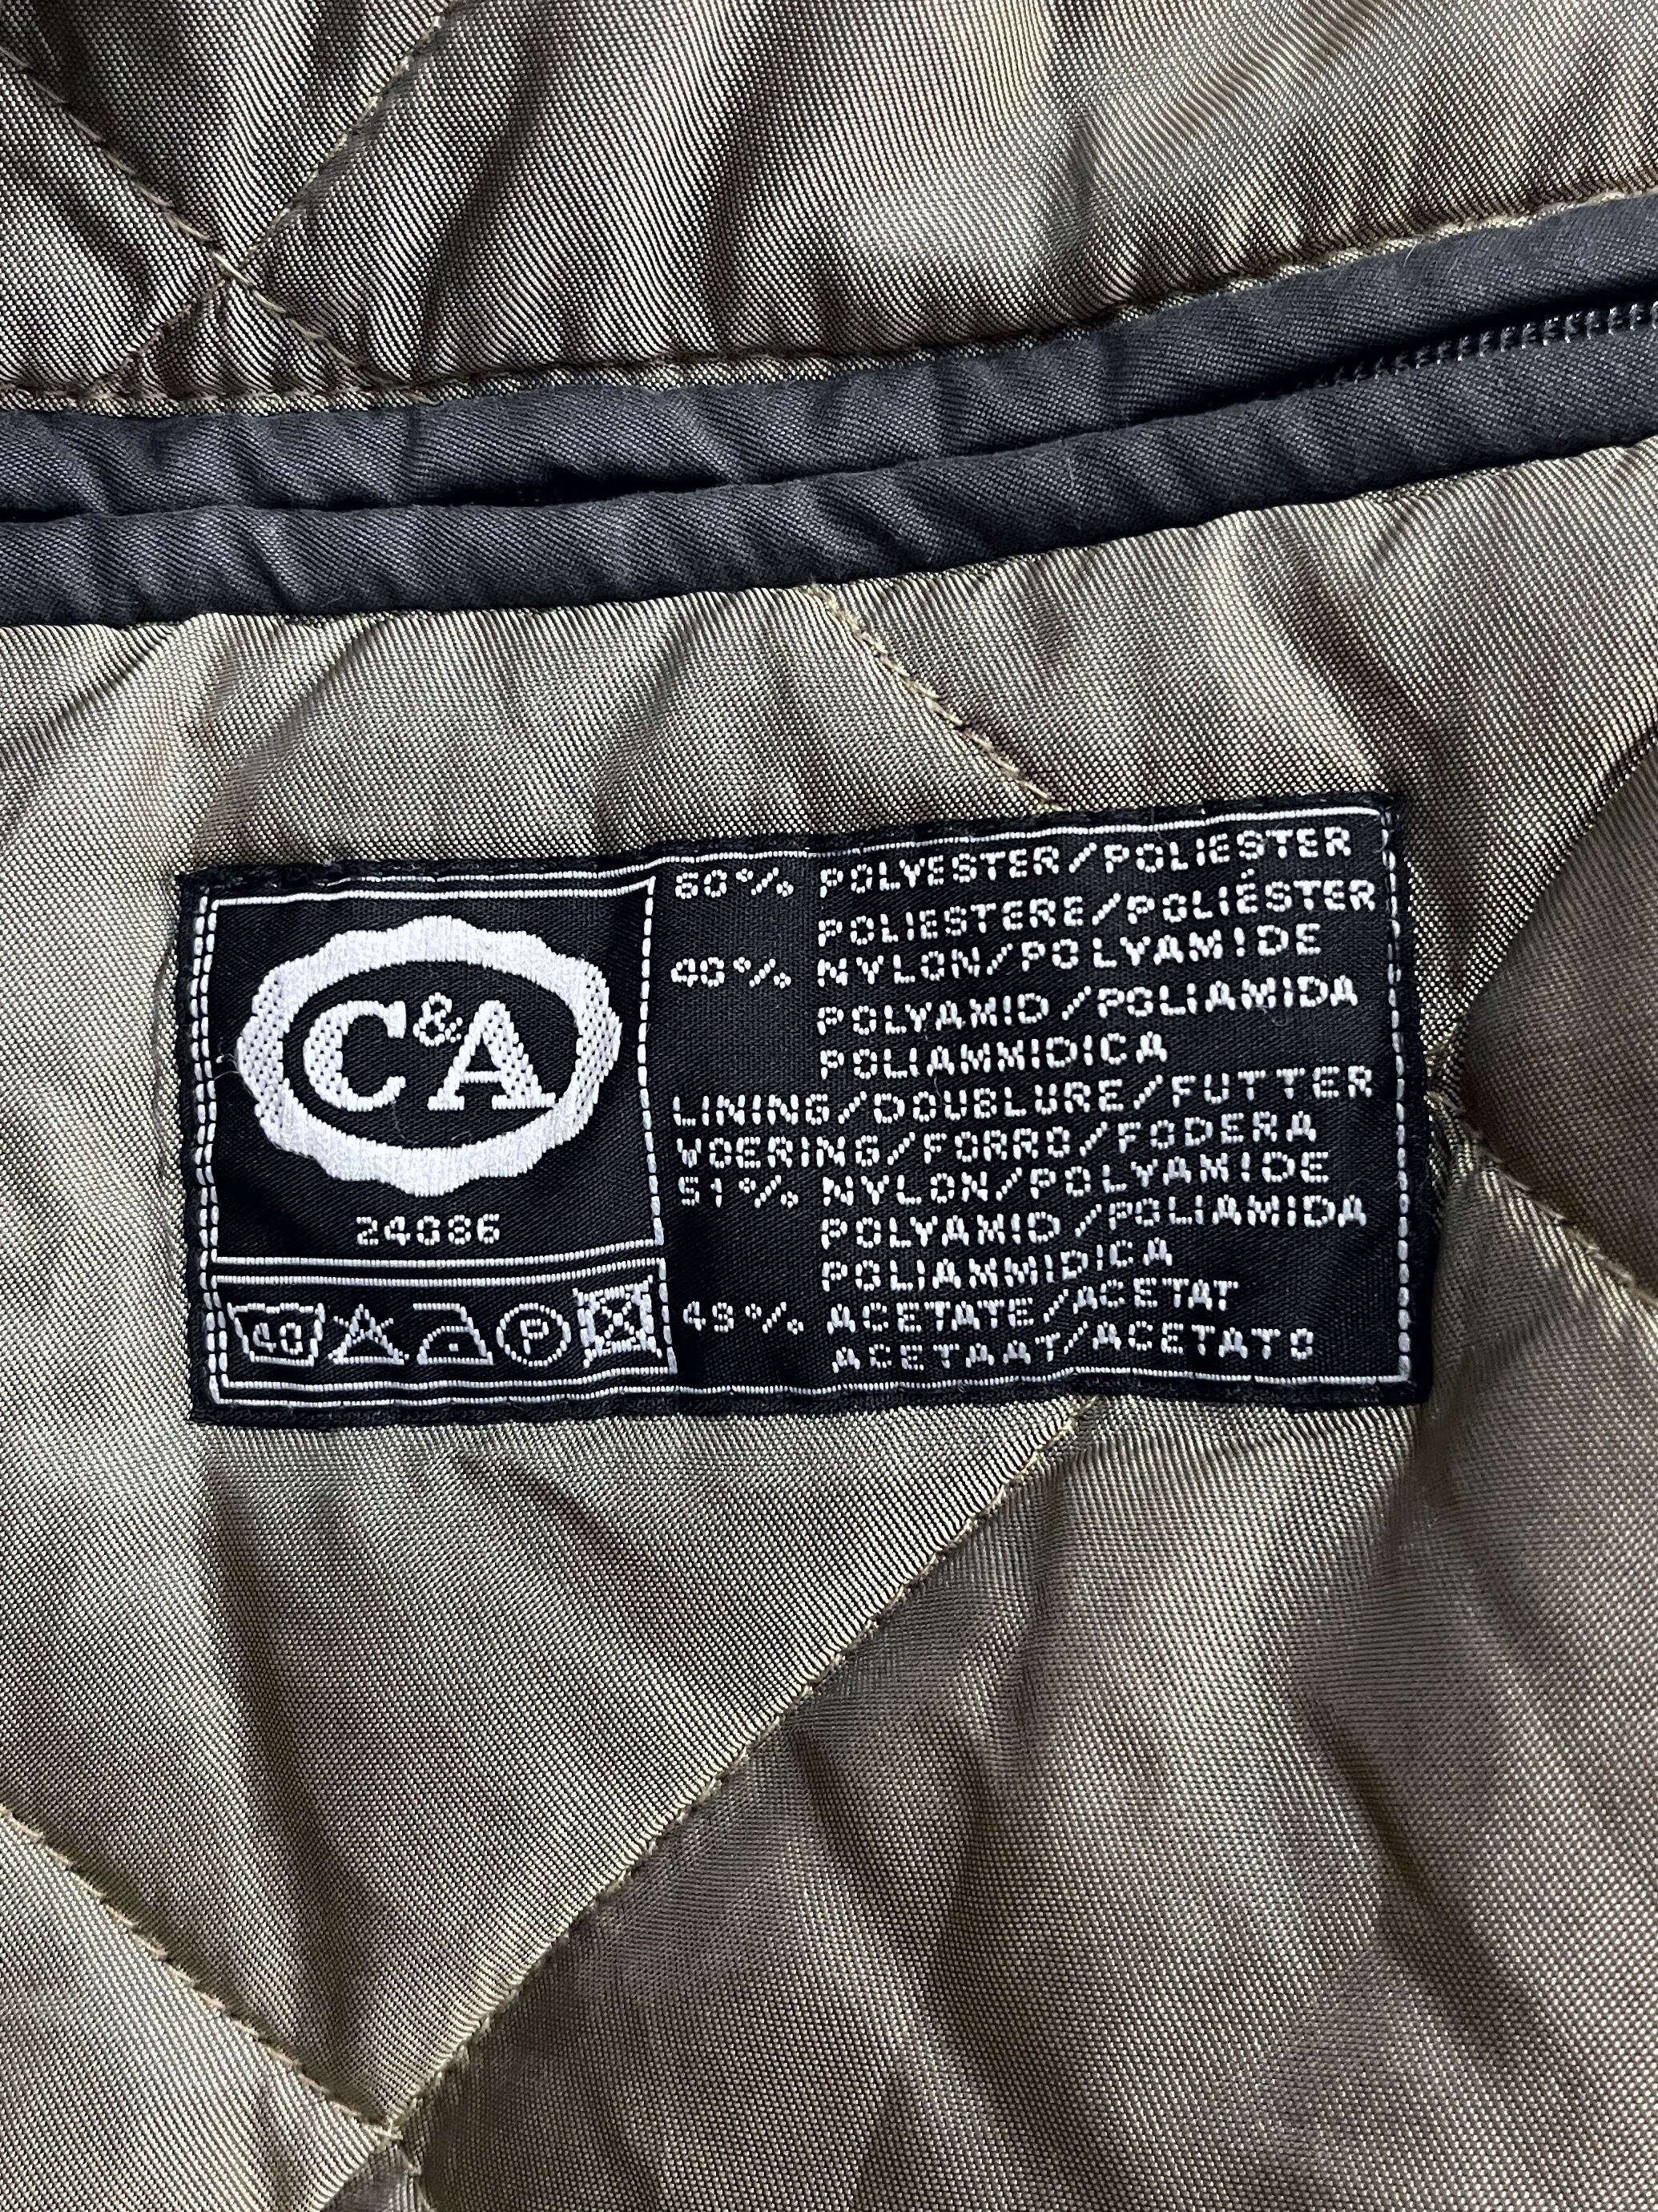 C&A
24086
40
P
60% POLYESTER/POLIESTER
POLIESTERE/POLIÉSTER
40% NYLON/POLYAMIDE
POLYAMID/POLIAMIDA
POLIAMMIDICA
LINING/DOUBLURE/FUTTER
VOERING/FORRO/FODERA
51% NYLON/POLYAMIDE
POLYAMID/POLIAMIDA
POLIAMMIDICA
49% ACETATE/ACETAT
ACETAAT/ACETATO